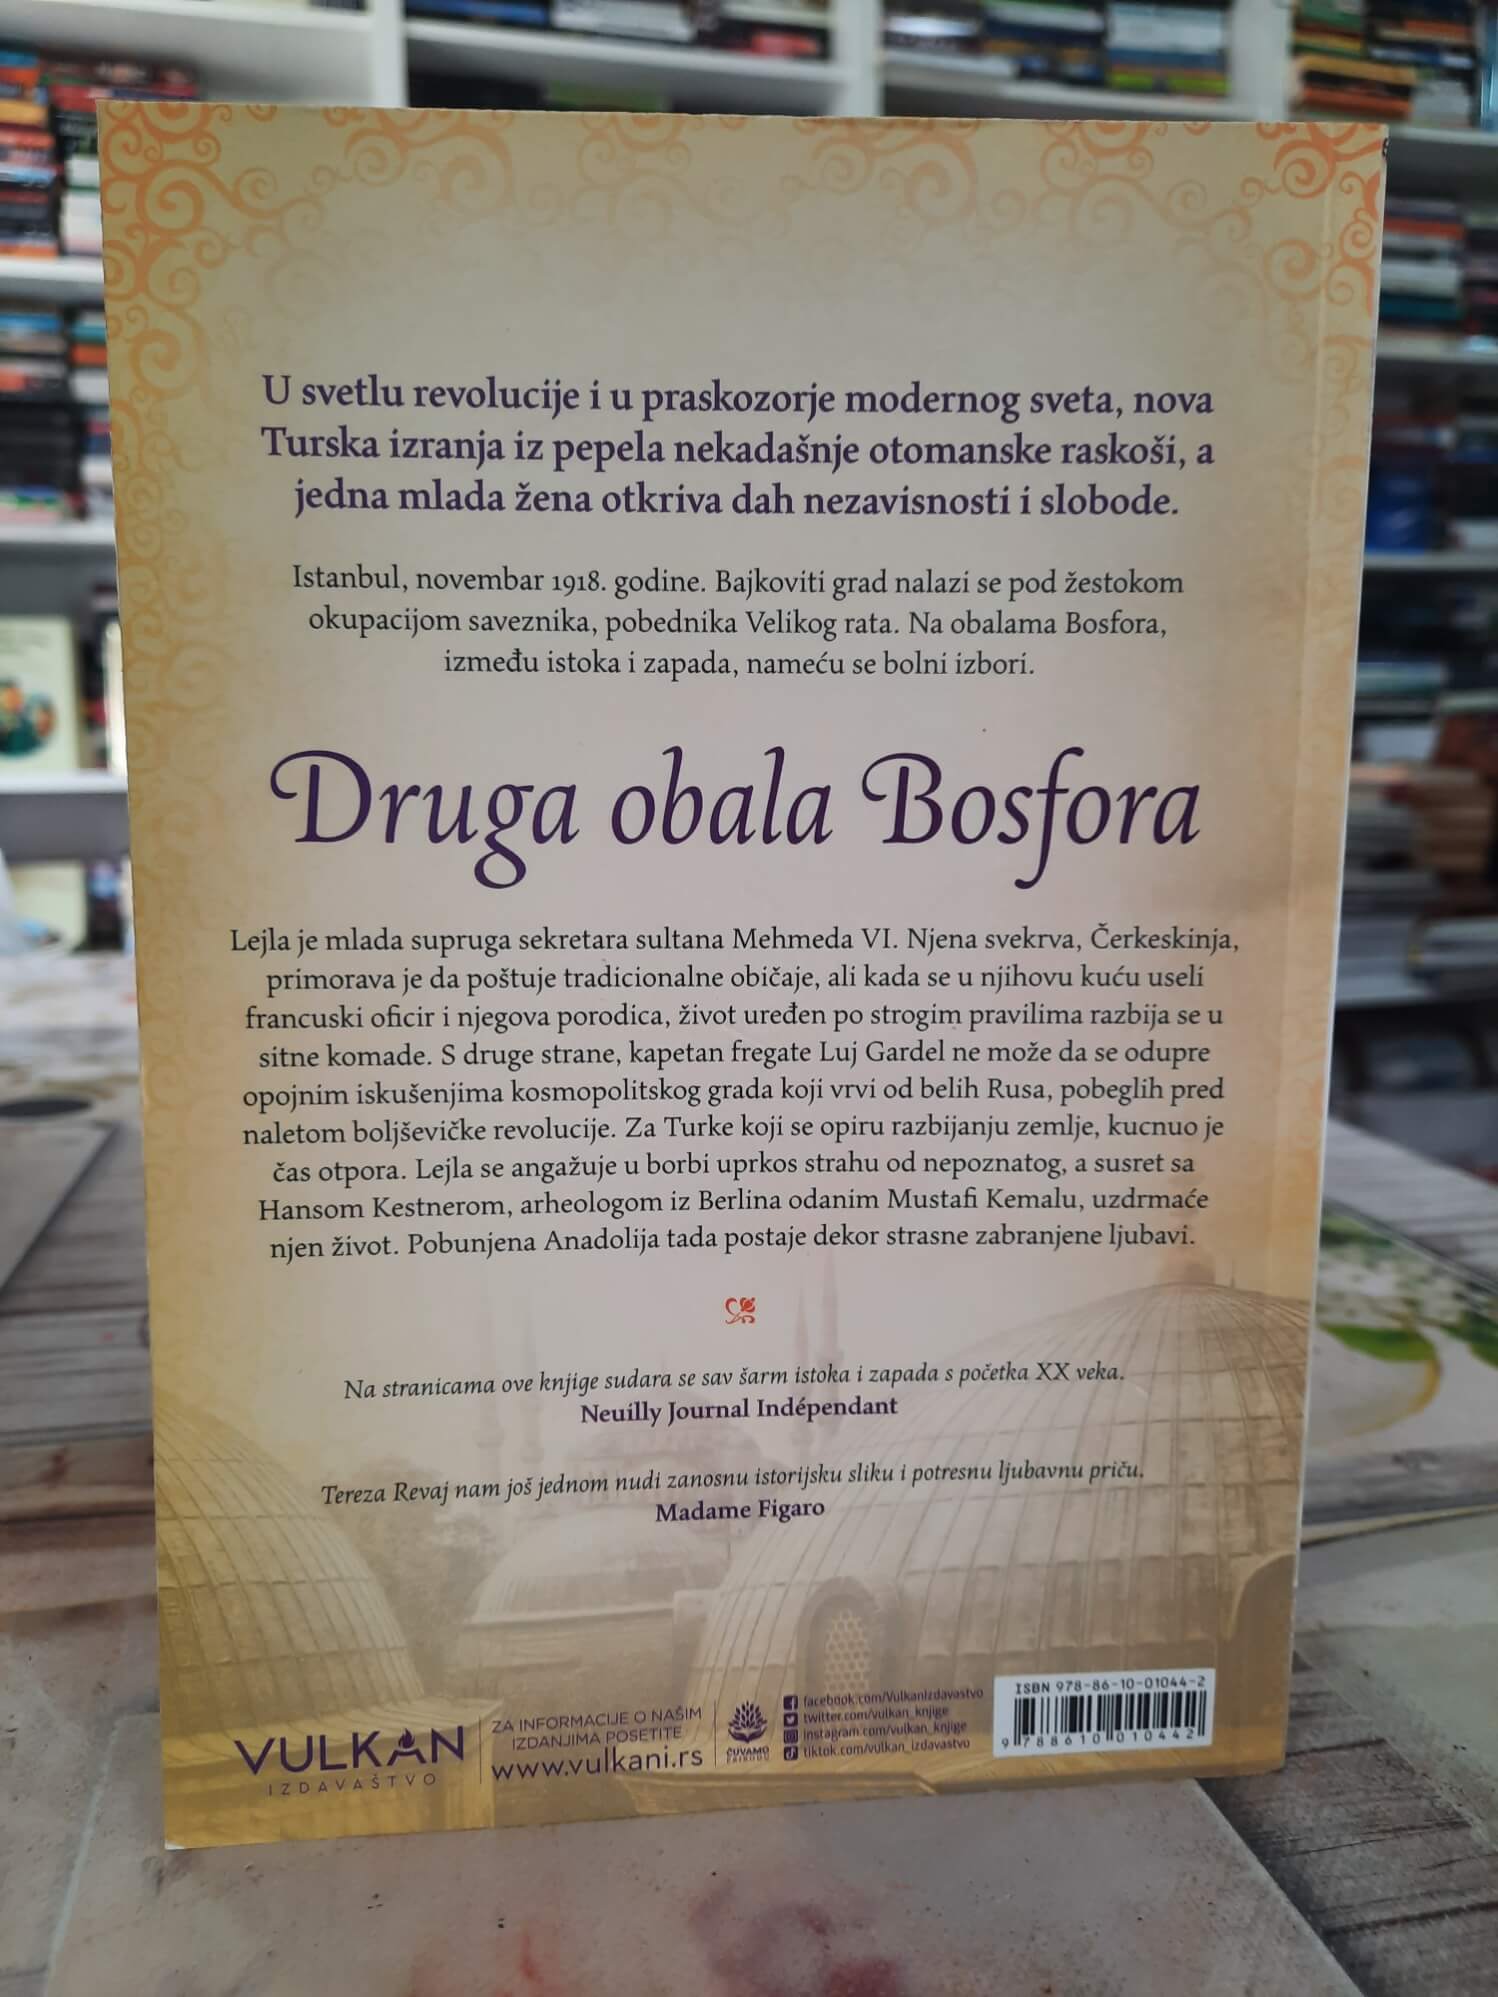 U svetlu revolucije i u praskozorje modernog sveta, nova
Turska izranja iz pepela nekadašnje otomanske raskoši, a
jedna mlada žena otkriva dah nezavisnosti i slobode.
Istanbul, novembar 1918. godine. Bajkoviti grad nalazi se pod žestokom
okupacijom saveznika, pobednika Velikog rata. Na obalama Bosfora,
između istoka i zapada, nameću se bolni izbori.
Druga obala Bosfora
Lejla je mlada supruga sekretara sultana Mehmeda VI. Njena svekrva, Čerkeskinja,
primorava je da poštuje tradicionalne običaje, ali kada se u njihovu kuću useli
francuski oficir i njegova porodica, život uređen po strogim pravilima razbija se u
sitne komade. S druge strane, kapetan fregate Luj Gardel ne može da se odupre
opojnim iskušenjima kosmopolitskog grada koji vrvi od belih Rusa, pobeglih pred
naletom boljševičke revolucije. Za Turke koji se opiru razbijanju zemlje, kucnuo je
čas otpora. Lejla se angažuje u borbi uprkos strahu od nepoznatog, a susret sa
Hansom Kestnerom, arheologom iz Berlina odanim Mustafi Kemalu, uzdrmaće
njen život. Pobunjena Anadolija tada postaje dekor strasne zabranjene ljubavi.
Na stranicama ove knjige sudara se sav šarm istoka i zapada s početka XX veka.
Neuilly Journal Indépendant
Tereza Revaj nam još jednom nudi zanosnu istorijsku sliku i potresnu ljubavnu priču.
Madame Figaro
VULKAN
IZDAVAŠTVO
ZA INFORMACIJE O NAŠIM
IZDANJIMA POSETITE
www.vulkani.rs
ČUVAMO
PRIRODU
facebook.com/VulkanIzdavastvo
twitter.com/vulkan_knjige
instagram.com/vulkan_knjige
tiktok.com/vulkan_izdavastvo
ISBN 978-86-10-01044-2
9 788610 010442